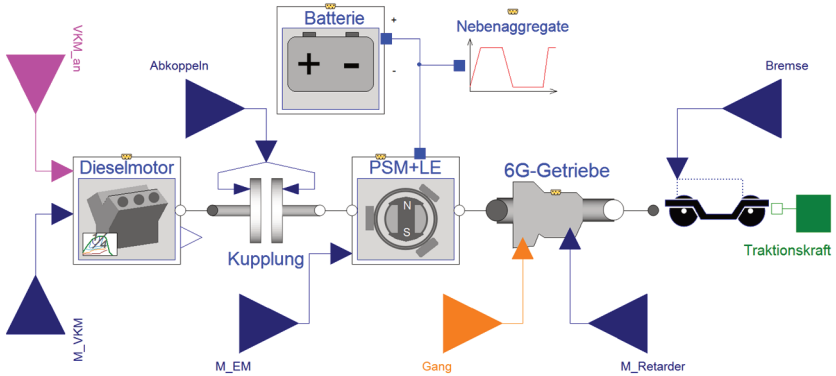 Batterie
+
-
Nebenaggregate
VKM_an
Abkoppeln
Bremse
Dieselmotor
PSM+LE
6G-Getriebe
N
S
Kupplung
Traktionskraft
M_VKM
M_EM
Gang
M_Retarder